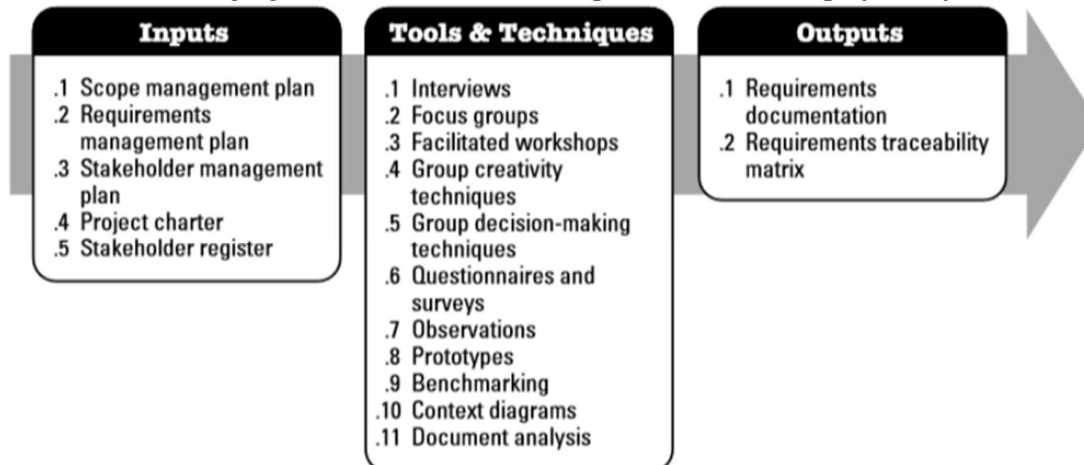 Inputs
.1 Scope management plan
.2 Requirements
management plan
.3 Stakeholder management
plan
.4 Project charter
.5 Stakeholder register
Tools & Techniques
.1 Interviews
.2 Focus groups
.3 Facilitated workshops
.4 Group creativity
techniques
.5 Group decision-making
techniques
.6 Questionnaires and
surveys
.7 Observations
.8 Prototypes
.9 Benchmarking
.10 Context diagrams
.11 Document analysis
Outputs
.1 Requirements
documentation
.2 Requirements traceability
matrix